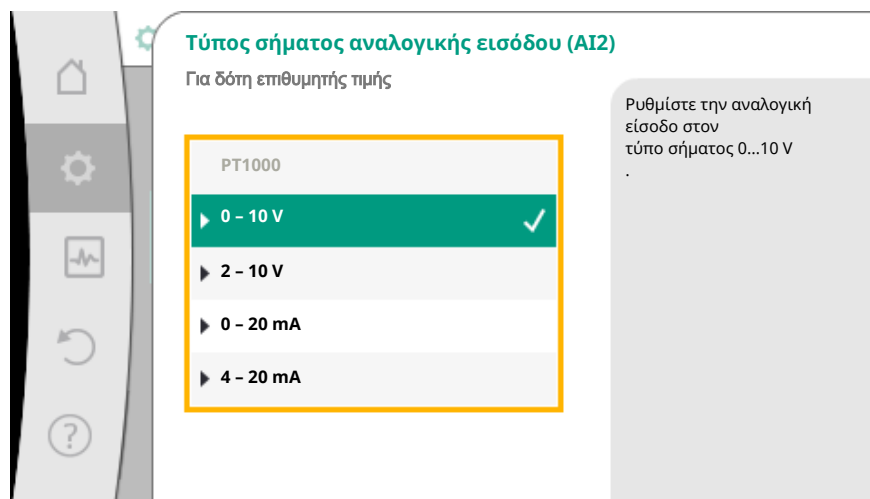 Τύπος σήματος αναλογικής εισόδου (AI2)
Για δότη επιθυμητής τιμής
PT1000
0 – 10 V
2 – 10 V
0 – 20 mA
4 – 20 mA
Ρυθμίστε την αναλογική
είσοδο στον
τύπο σήματος 0...10 V
.